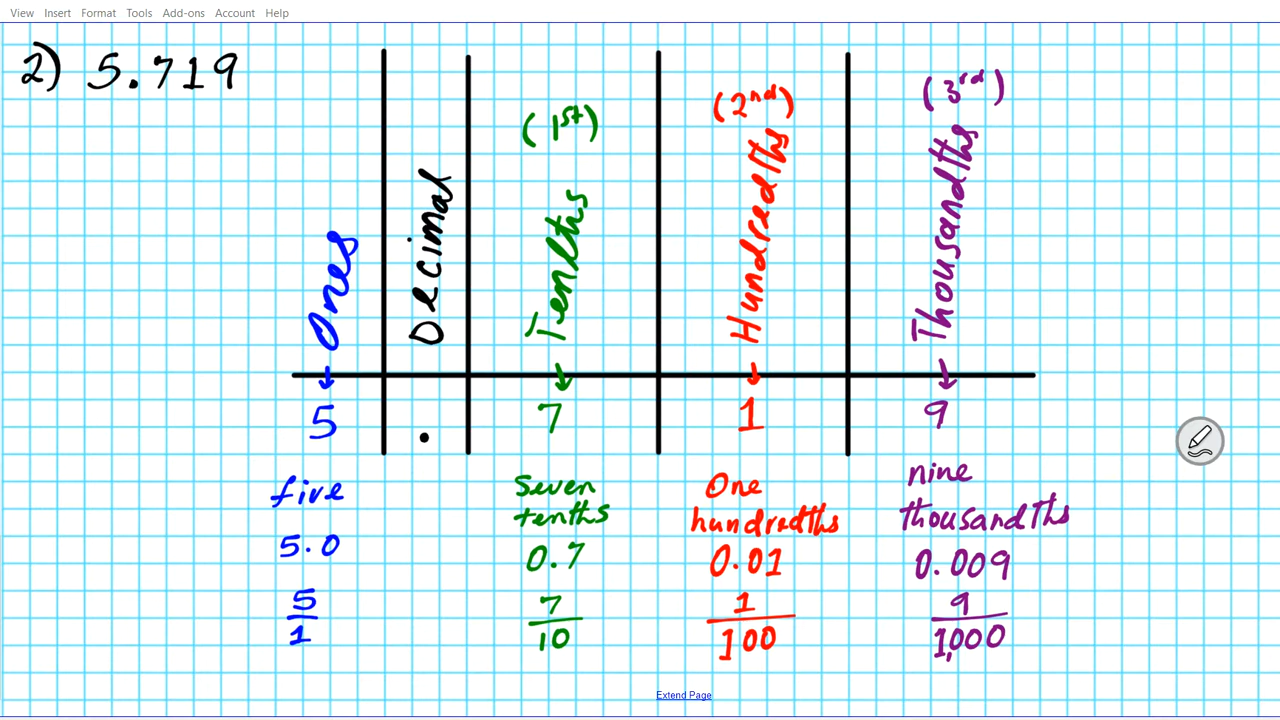 View Insert Format Tools Add-ons Account Help
2) 5.719
Ones
Decimal
(1st)
Tenths
(2nd)
Hundredths
(3rd)
Thousandths
5 . 7 1 9
five
5.0
5/1
Seven
tenths
0.7
7/10
One
hundredths
0.01
1/100
nine
thousandths
0.009
9/1,000
Extend Page